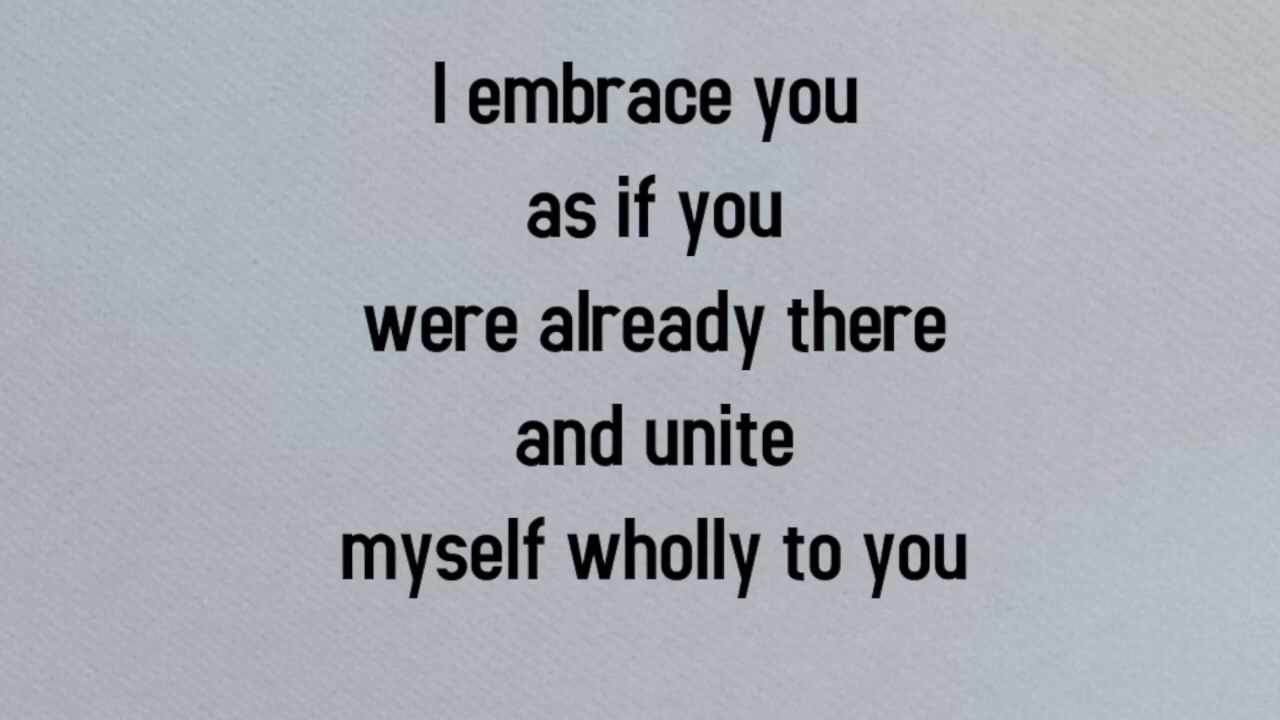 I embrace you
as if you
were already there
and unite
myself wholly to you